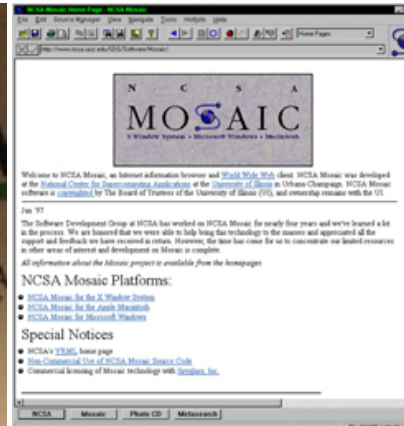 NCSA Mosaic Home Page - NCSA Mosaic
File Edit Source Manager View Navigate Tools Hotlists Help
Home Pages
http://www.ncsa.uiuc.edu/SDG/Software/Mosaic/
N C S A
MOSAIC
X Window System • Microsoft Windows • Macintosh
Welcome to NCSA Mosaic, an Internet information browser and World Wide Web client. NCSA Mosaic was developed
at the National Center for Supercomputing Applications at the University of Illinois in Urbana-Champaign. NCSA Mosaic
software is copyrighted by The Board of Trustees of the University of Illinois (UI), and ownership remains with the UI.
Jan '97
The Software Development Group at NCSA has worked on NCSA Mosaic for nearly four years and we've learned a lot
in the process. We are honored that we were able to help bring this technology to the masses and appreciated all the
support and feedback we have received in return. However, the time has come for us to concentrate our limited resources
in other areas of interest and development on Mosaic is complete.
All information about the Mosaic project is available from the homepages.
NCSA Mosaic Platforms:
NCSA Mosaic for the X Window System
NCSA Mosaic for the Apple Macintosh
NCSA Mosaic for Microsoft Windows
Special Notices
NCSA's VRML home page
Non-Commercial Use of NCSA Mosaic Source Code
Commercial licensing of Mosaic technology with Spyglass, Inc.
NCSA Mosaic Photo CD Metasearch